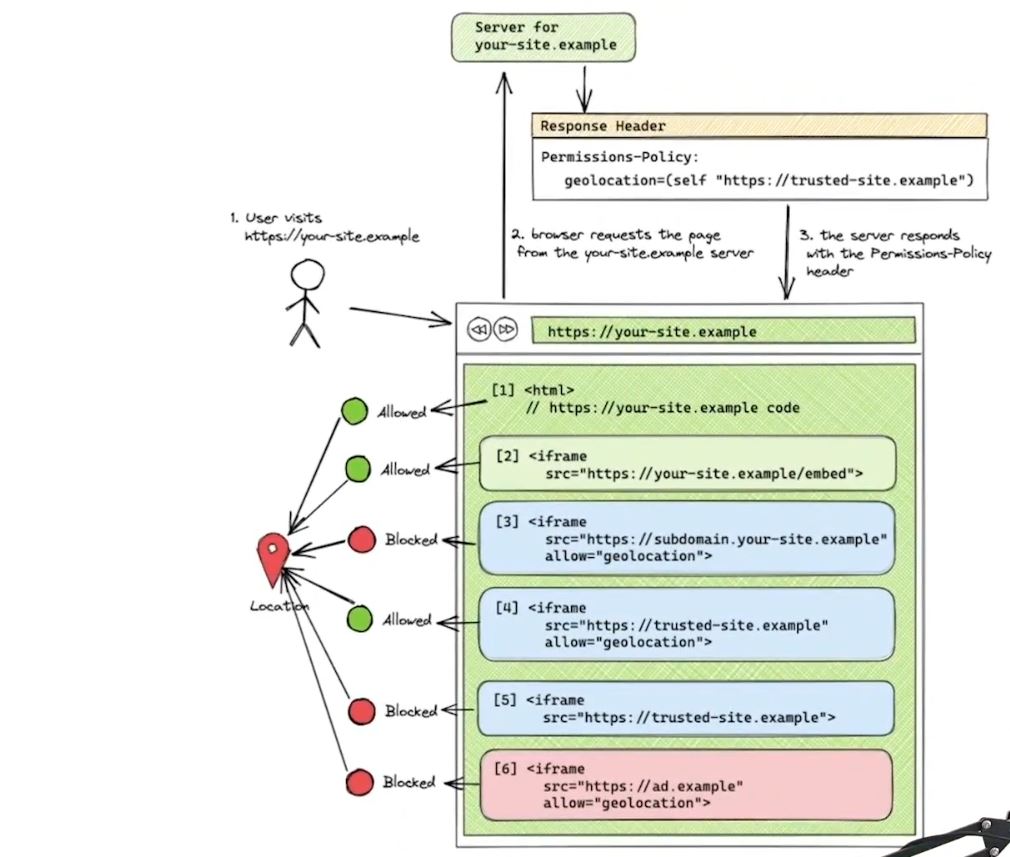 Server for
your-site.example
Response Header
Permissions-Policy:
geolocation=(self "https://trusted-site.example")
1. User visits
https://your-site.example
2. browser requests the page
from the your-site.example server
3. the server responds
with the Permissions-Policy
header
https://your-site.example
[1] <html>
// https://your-site.example code
Allowed
[2] <iframe
src="https://your-site.example/embed">
Allowed
[3] <iframe
src="https://subdomain.your-site.example"
allow="geolocation">
Blocked
Location
[4] <iframe
src="https://trusted-site.example"
allow="geolocation">
Allowed
[5] <iframe
src="https://trusted-site.example">
Blocked
[6] <iframe
src="https://ad.example"
allow="geolocation">
Blocked